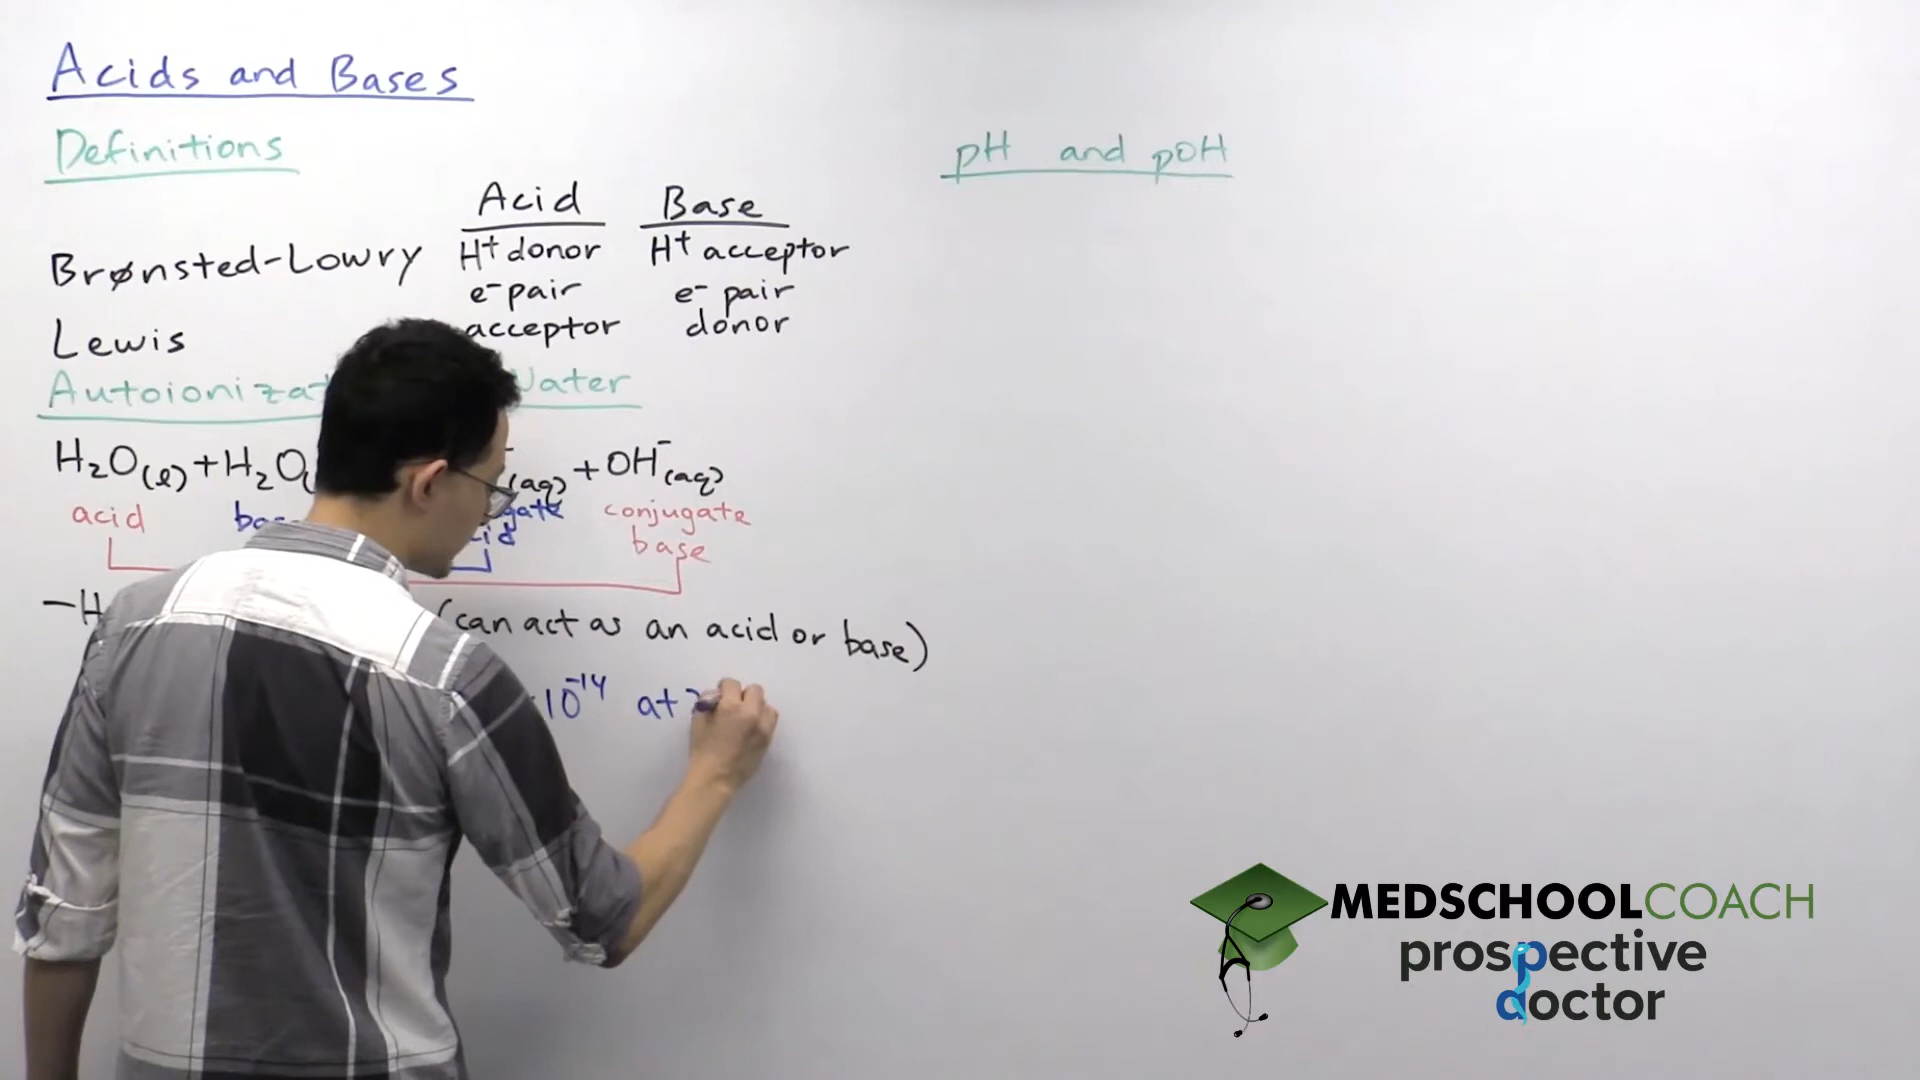 Acids and Bases
Definitions
Acid Base
Brønsted-Lowry H⁺ donor H⁺ acceptor
e⁻ pair e⁻ pair
Lewis acceptor donor
H₂O(l) + H₂O (aq) + OH⁻(aq)
acid conjugate
base
(can act as an acid or base)
10⁻¹⁴ at
pH and pOH
MEDSCHOOLCOACH
prospective
doctor